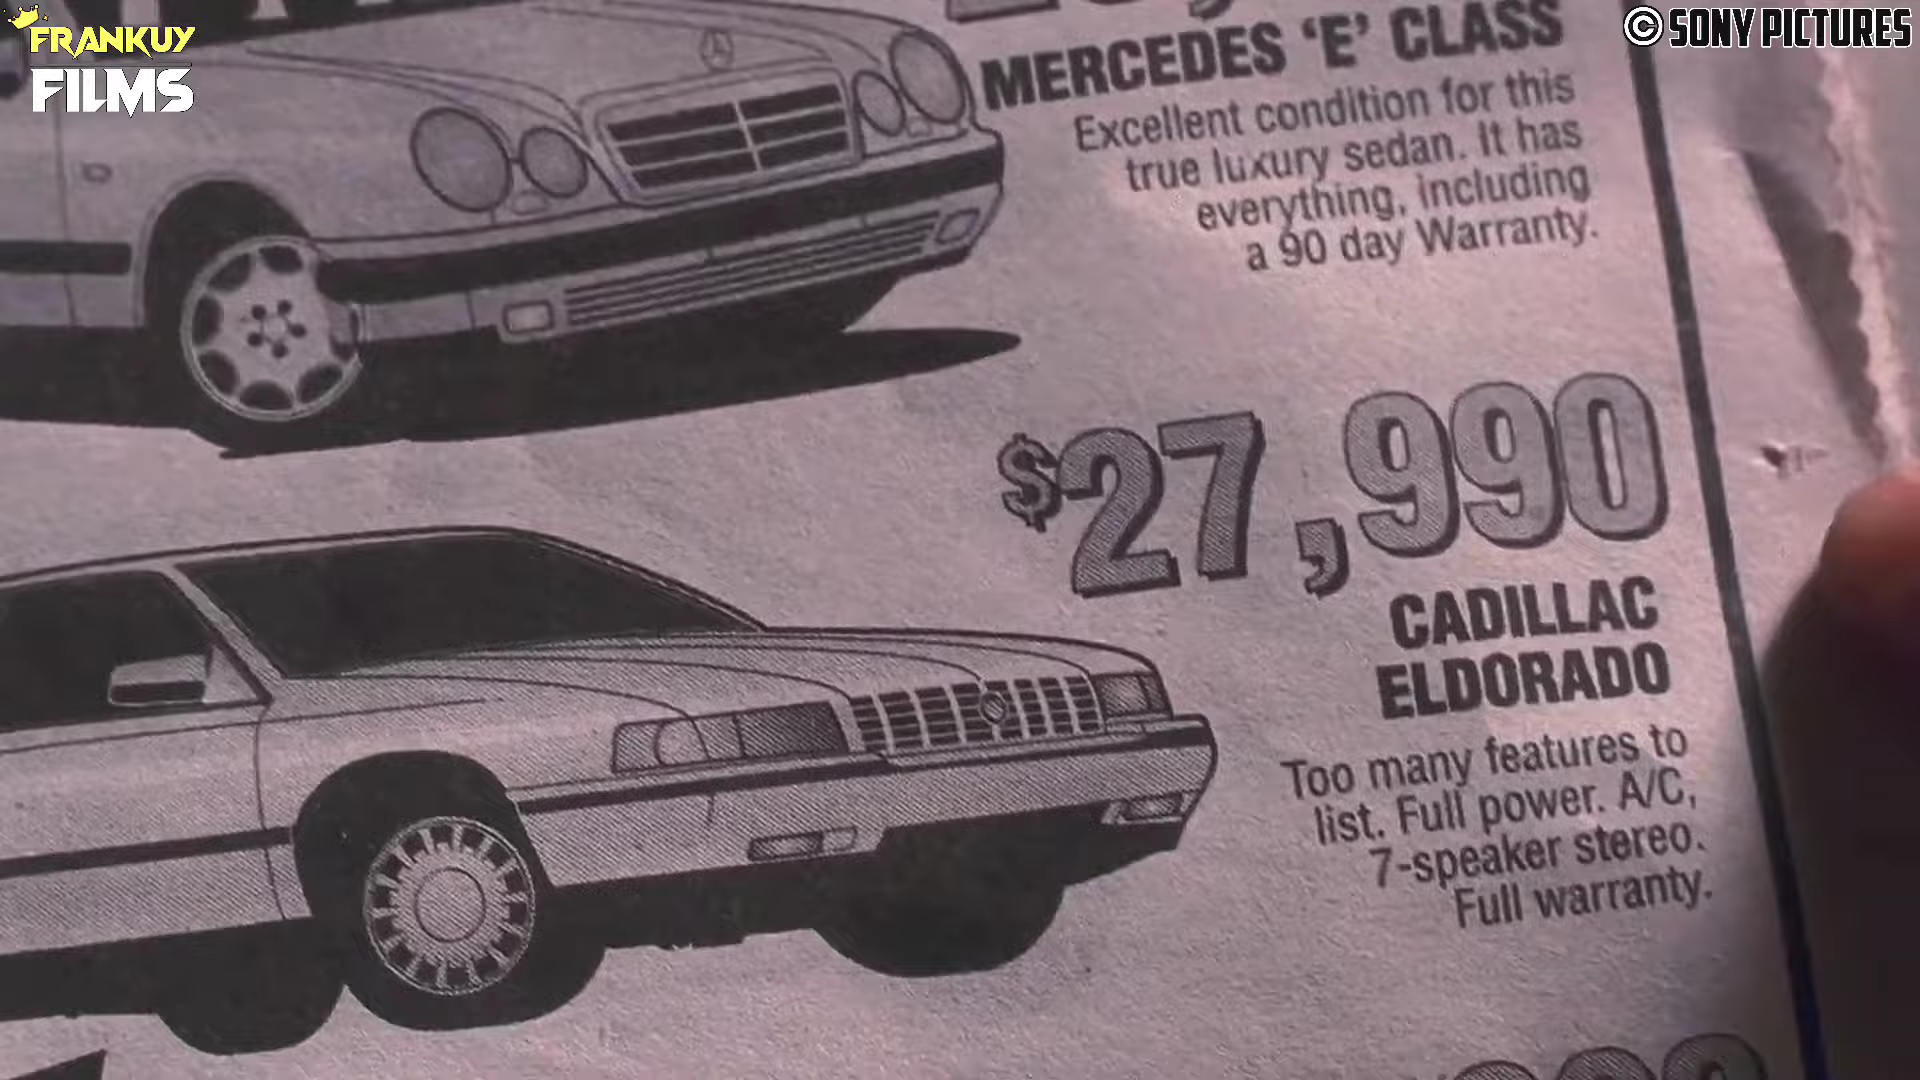 FRANKUY
FILMS
© SONY PICTURES
MERCEDES ‘E’ CLASS
Excellent condition for this
true luxury sedan. It has
everything, including
a 90 day Warranty.
$27,990
CADILLAC
ELDORADO
Too many features to
list. Full power. A/C,
7-speaker stereo.
Full warranty.